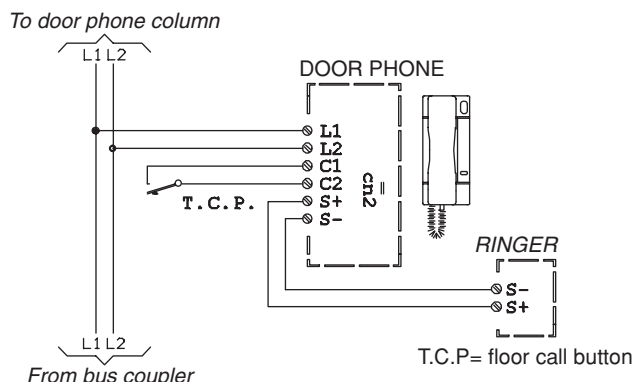 To door phone column
L1 L2
DOOR PHONE
L1
L2
C1
C2
S+
S-
cn2
T.C.P.
RINGER
S-
S+
L1 L2
T.C.P= floor call button
From bus coupler